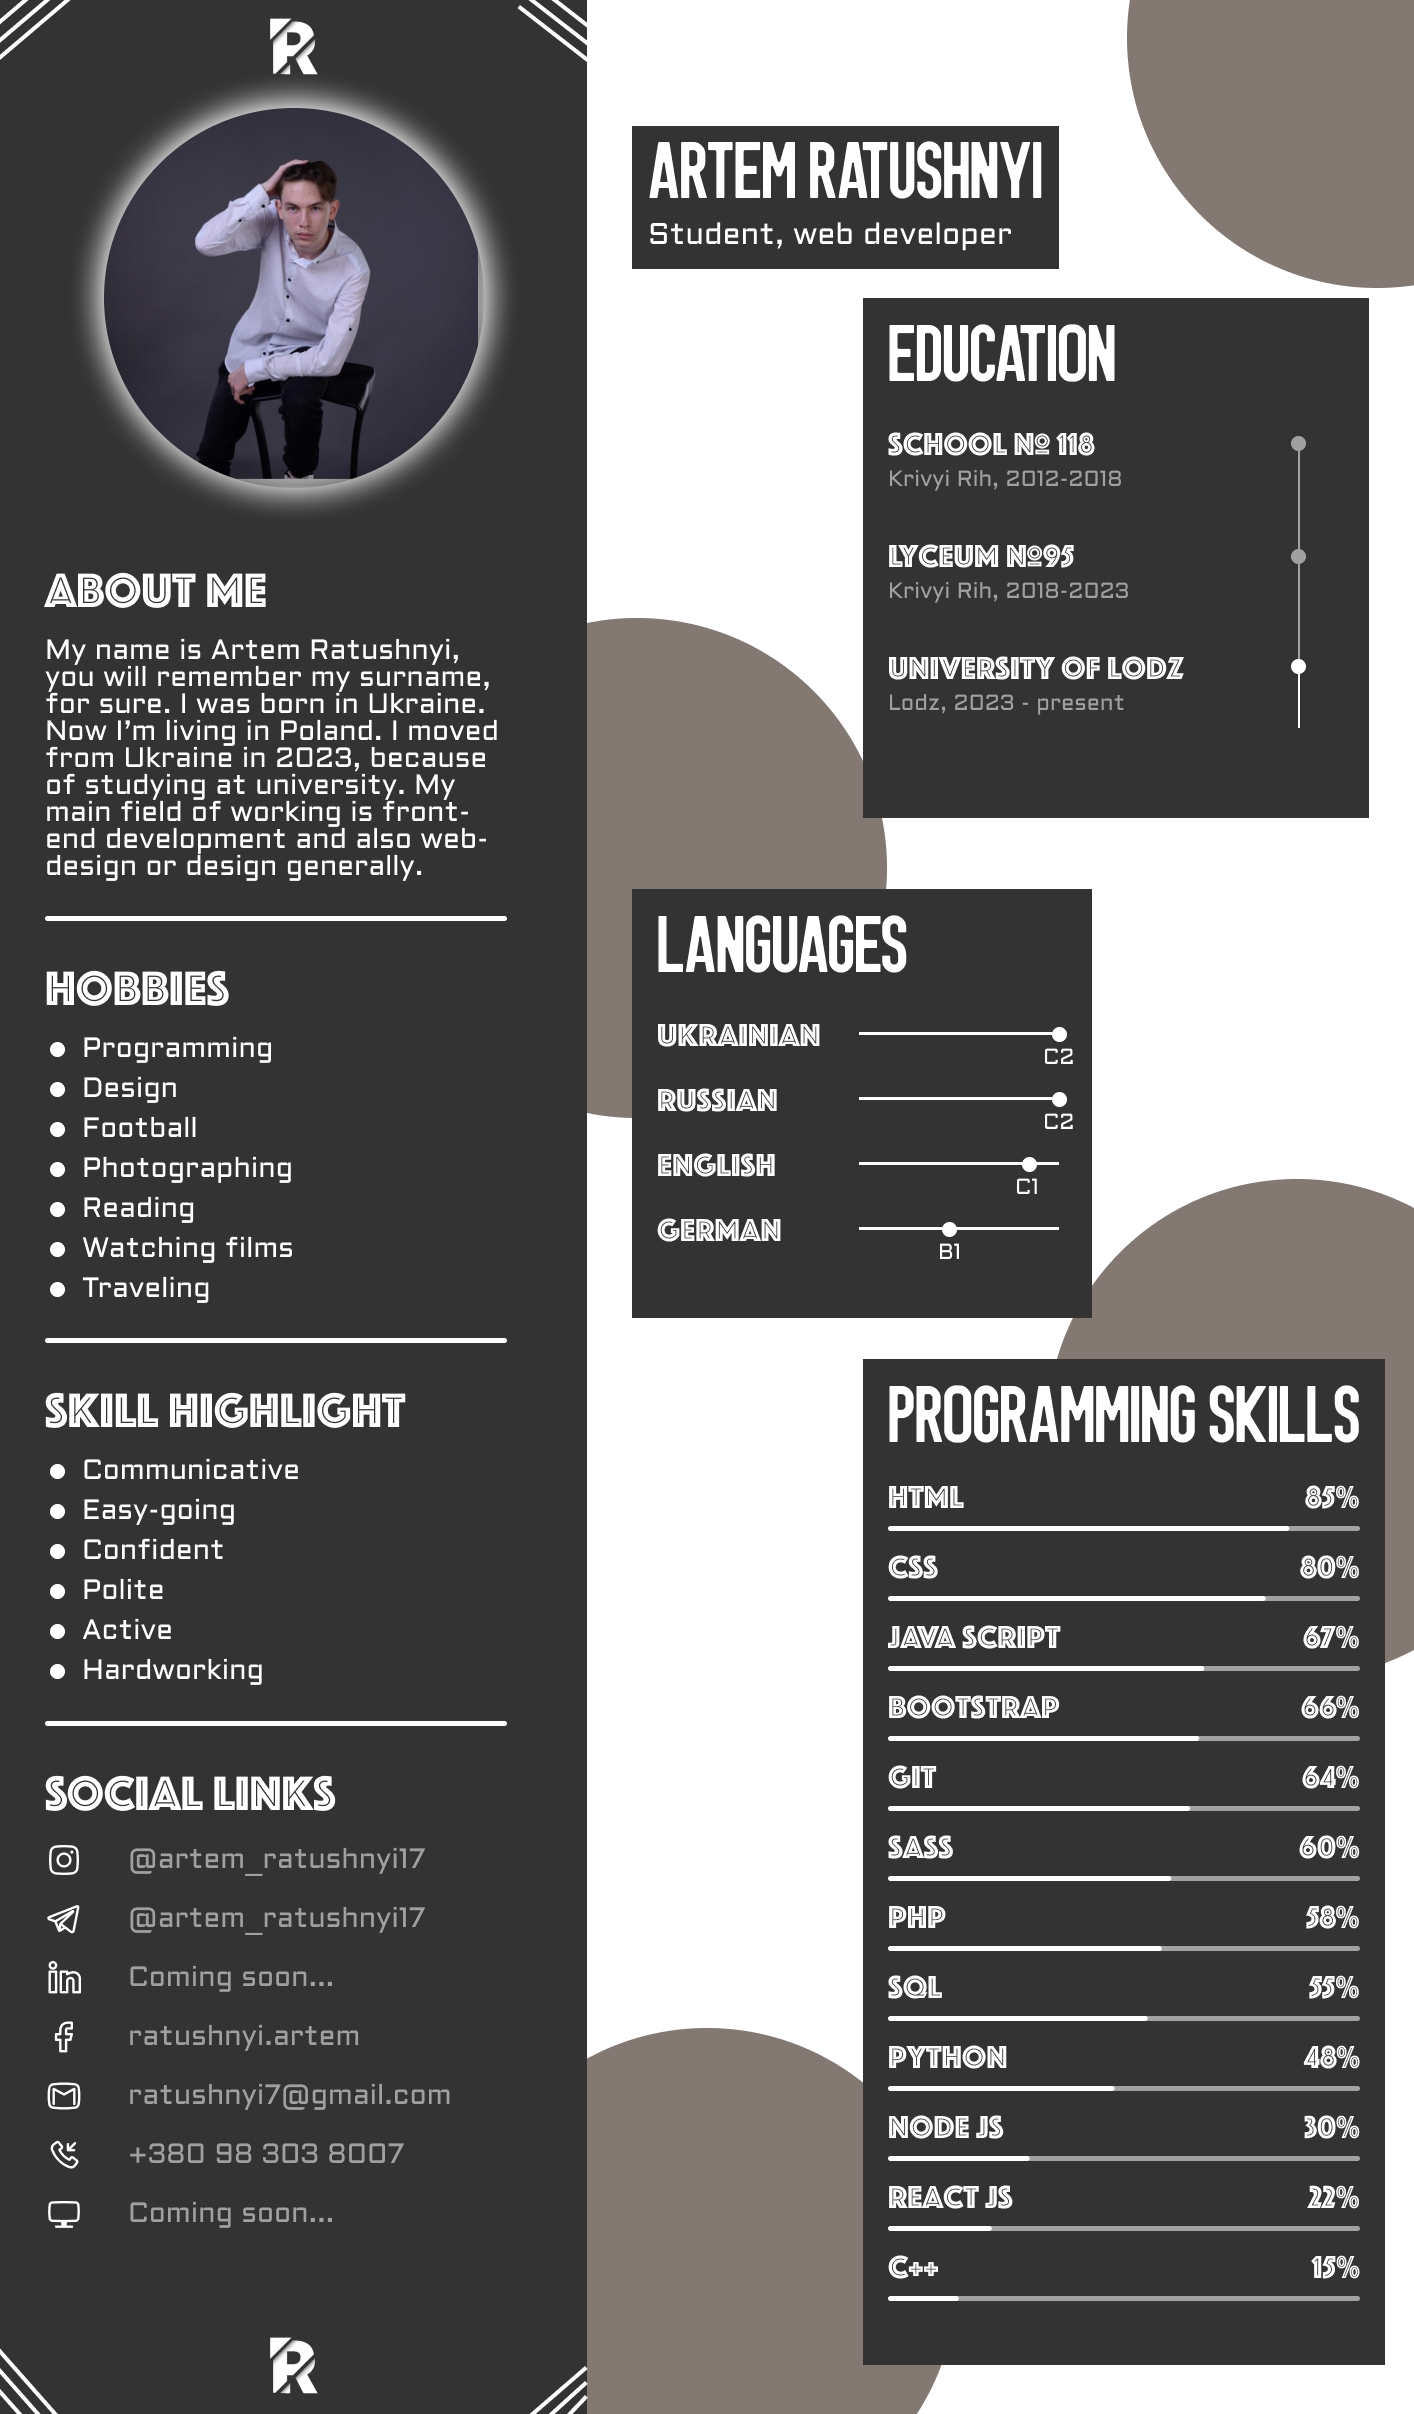 R
ABOUT ME
My name is Artem Ratushnyi,
you will remember my surname,
for sure. I was born in Ukraine.
Now I’m living in Poland. I moved
from Ukraine in 2023, because
of studying at university. My
main field of working is front-
end development and also web-
design or design generally.
HOBBIES
Programming
Design
Football
Photographing
Reading
Watching films
Traveling
SKILL HIGHLIGHT
Communicative
Easy-going
Confident
Polite
Active
Hardworking
SOCIAL LINKS
@artem_ratushnyi17
@artem_ratushnyi17
in Coming soon...
f ratushnyi.artem
ratushnyi7@gmail.com
+380 98 303 8007
Coming soon...
R
ARTEM RATUSHNYI
Student, web developer
EDUCATION
SCHOOL № 118
Krivyi Rih, 2012-2018
LYCEUM №95
Krivyi Rih, 2018-2023
UNIVERSITY OF LODZ
Lodz, 2023 - present
LANGUAGES
UKRAINIAN
C2
RUSSIAN
C2
ENGLISH
C1
GERMAN
B1
PROGRAMMING SKILLS
HTML 85%
CSS 80%
JAVA SCRIPT 67%
BOOTSTRAP 66%
GIT 64%
SASS 60%
PHP 58%
SQL 55%
PYTHON 48%
NODE JS 30%
REACT JS 22%
C++ 15%